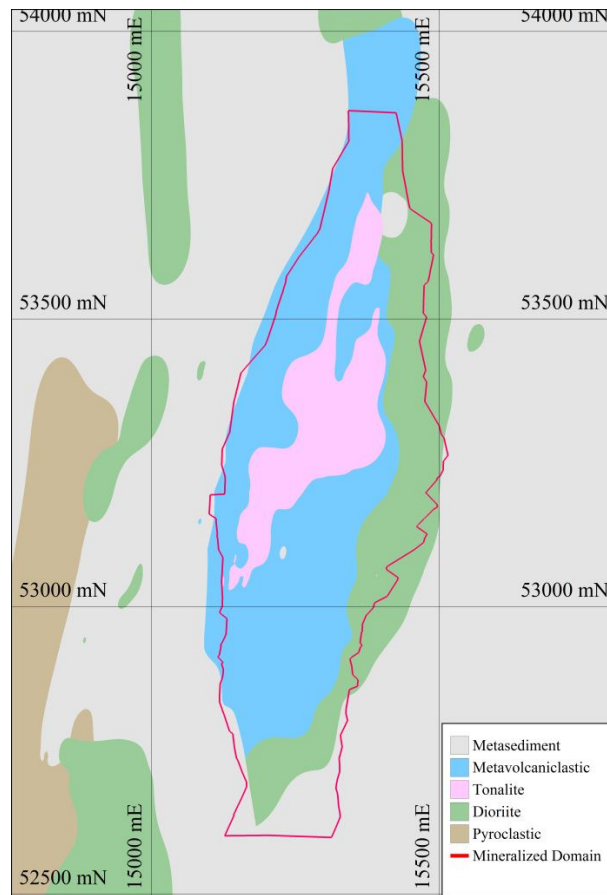 54000 mN
54000 mN
15000 mE
15500 mE
53500 mN
53500 mN
53000 mN
53000 mN
15000 mE
15500 mE
52500 mN
Metasediment
Metavolcaniclastic
Tonalite
Dioriite
Pyroclastic
Mineralized Domain